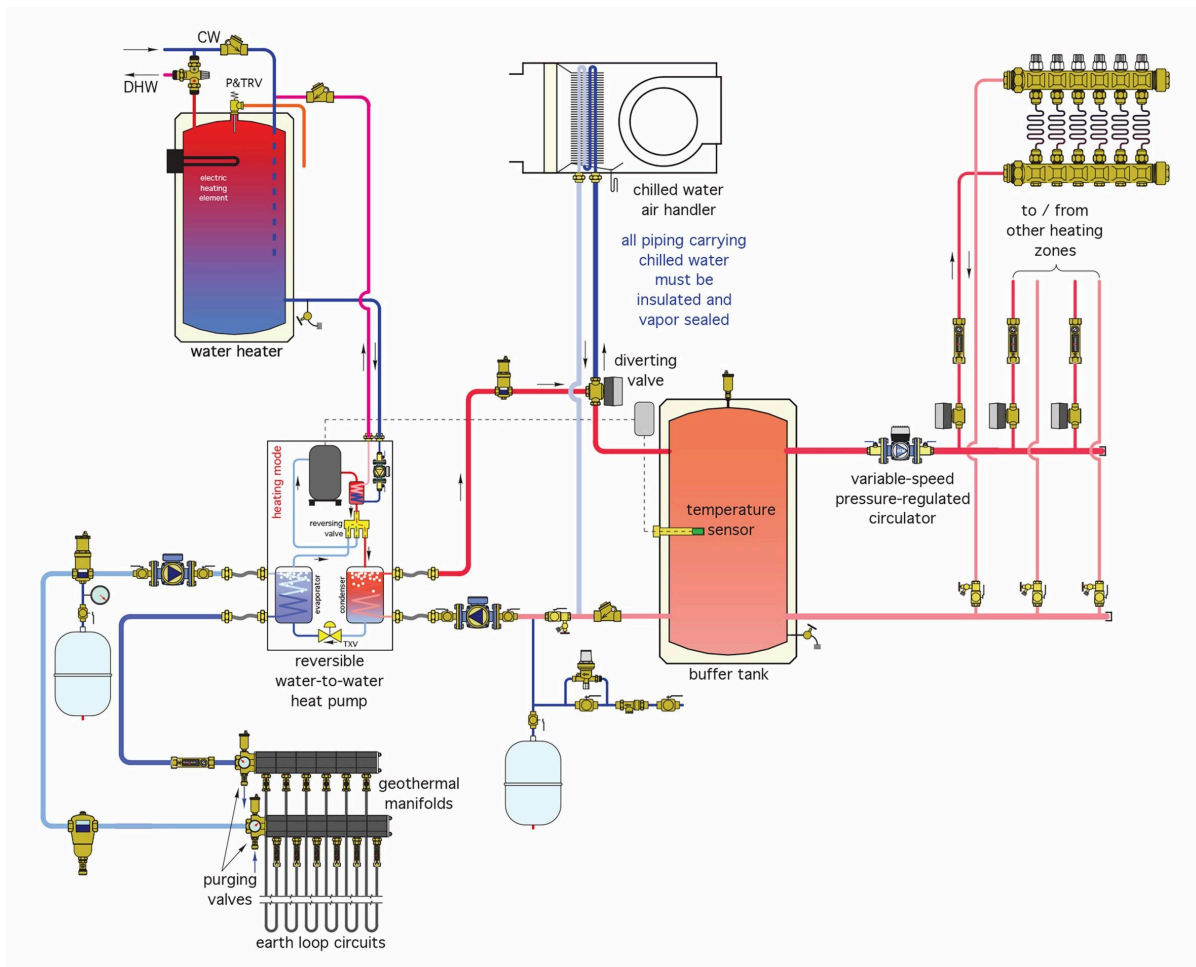 CW
DHW
P&TRV
electric
heating
element
water heater
chilled water
air handler
all piping carrying
chilled water
must be
insulated and
vapor sealed
to / from
other heating
zones
diverting
valve
heating mode
reversing
valve
evaporator
condenser
TXV
reversible
water-to-water
heat pump
temperature
sensor
buffer tank
variable-speed
pressure-regulated
circulator
geothermal
manifolds
purging
valves
earth loop circuits